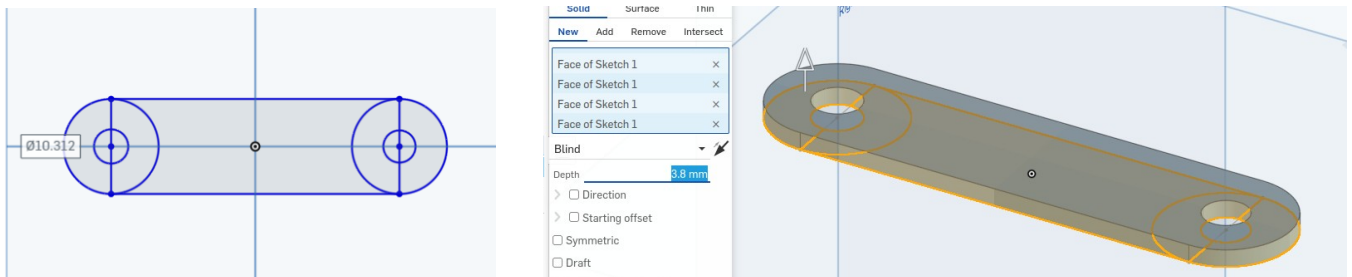 Ø10.312
Solid Surface Thin
New Add Remove Intersect
Face of Sketch 1 ×
Face of Sketch 1 ×
Face of Sketch 1 ×
Face of Sketch 1 ×
Blind
Depth 3.8 mm
Direction
Starting offset
Symmetric
Draft